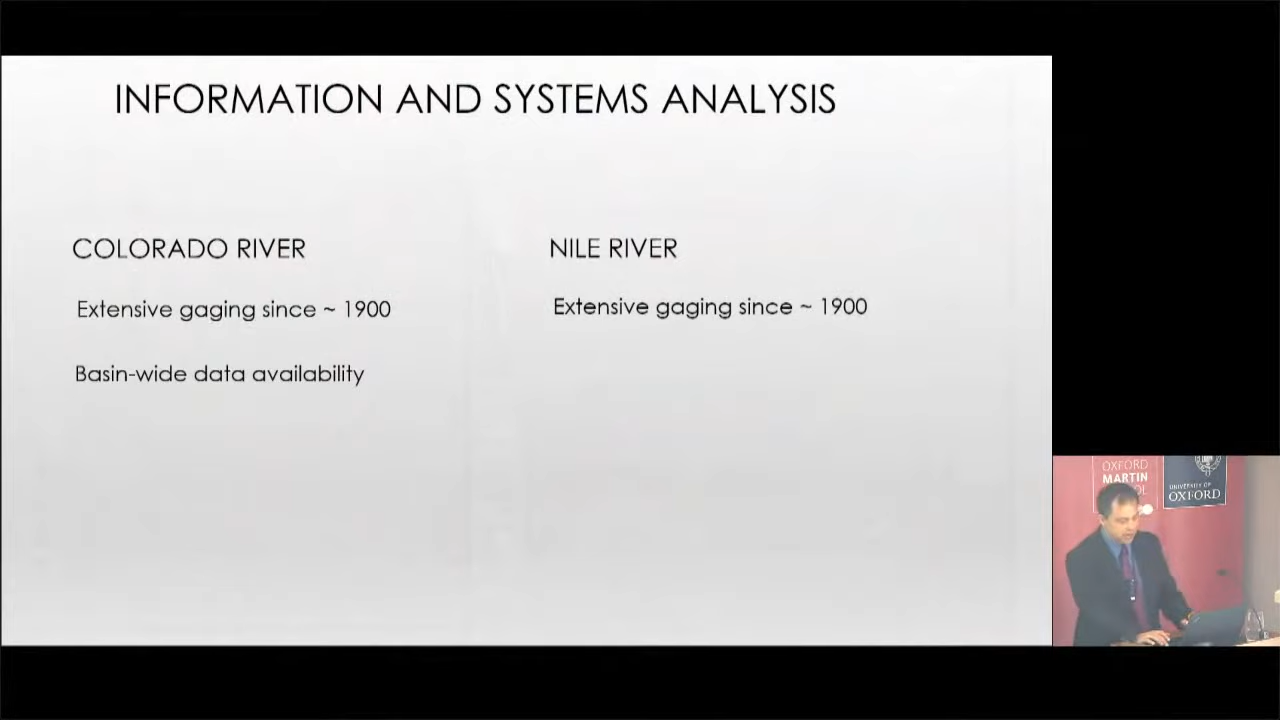 INFORMATION AND SYSTEMS ANALYSIS
COLORADO RIVER
NILE RIVER
Extensive gaging since ~ 1900
Extensive gaging since ~ 1900
Basin-wide data availability
OXFORD
MARTIN
UNIVERSITY OF
OXFORD